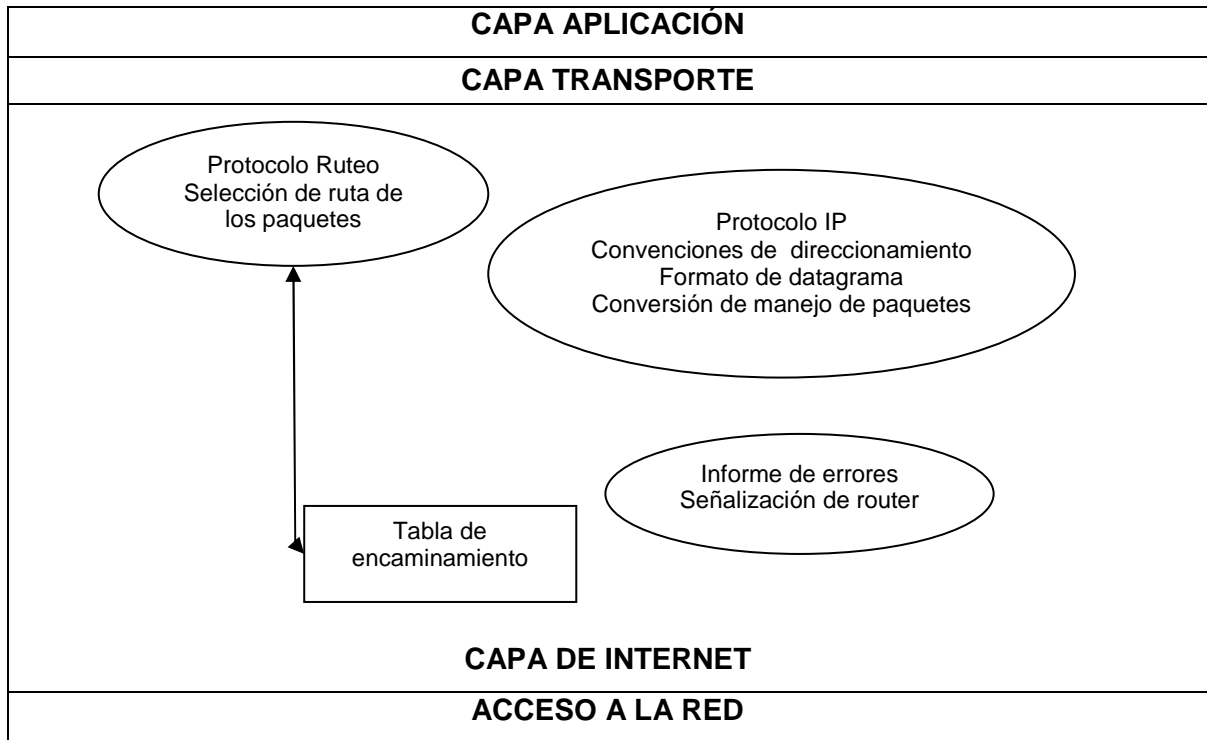 CAPA APLICACIÓN
CAPA TRANSPORTE
Protocolo Ruteo
Selección de ruta de
los paquetes
Protocolo IP
Convenciones de direccionamiento
Formato de datagrama
Conversión de manejo de paquetes
Informe de errores
Señalización de router
Tabla de
encaminamiento
CAPA DE INTERNET
ACCESO A LA RED